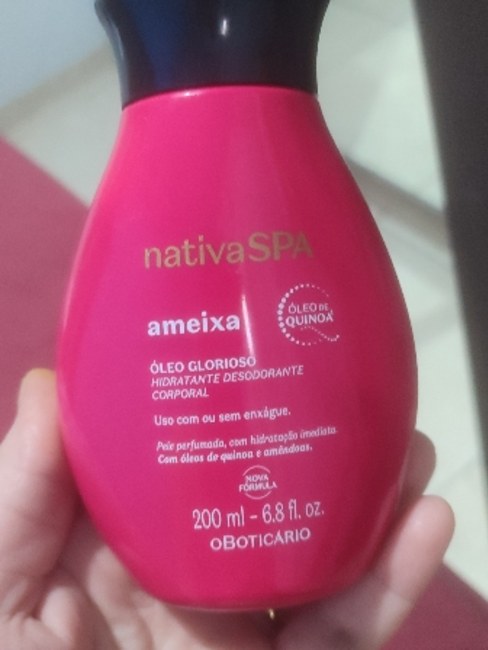 nativaSPA
ameixa
ÓLEO DE
QUINOA
ÓLEO GLORIOSO
HIDRATANTE DESODORANTE
CORPORAL
Uso com ou sem enxágue.
Pele perfumada, com hidratação imediata.
Com óleos de quinoa e amêndoas.
NOVA
FÓRMULA
200 ml – 6.8 fl. oz.
oBOTICÁRIO